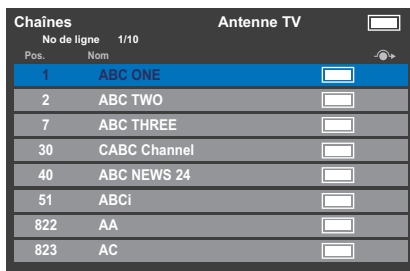 Chaînes Antenne TV
No de ligne 1/10
Pos. Nom
1 ABC ONE
2 ABC TWO
7 ABC THREE
30 CABC Channel
40 ABC NEWS 24
51 ABCi
822 AA
823 AC